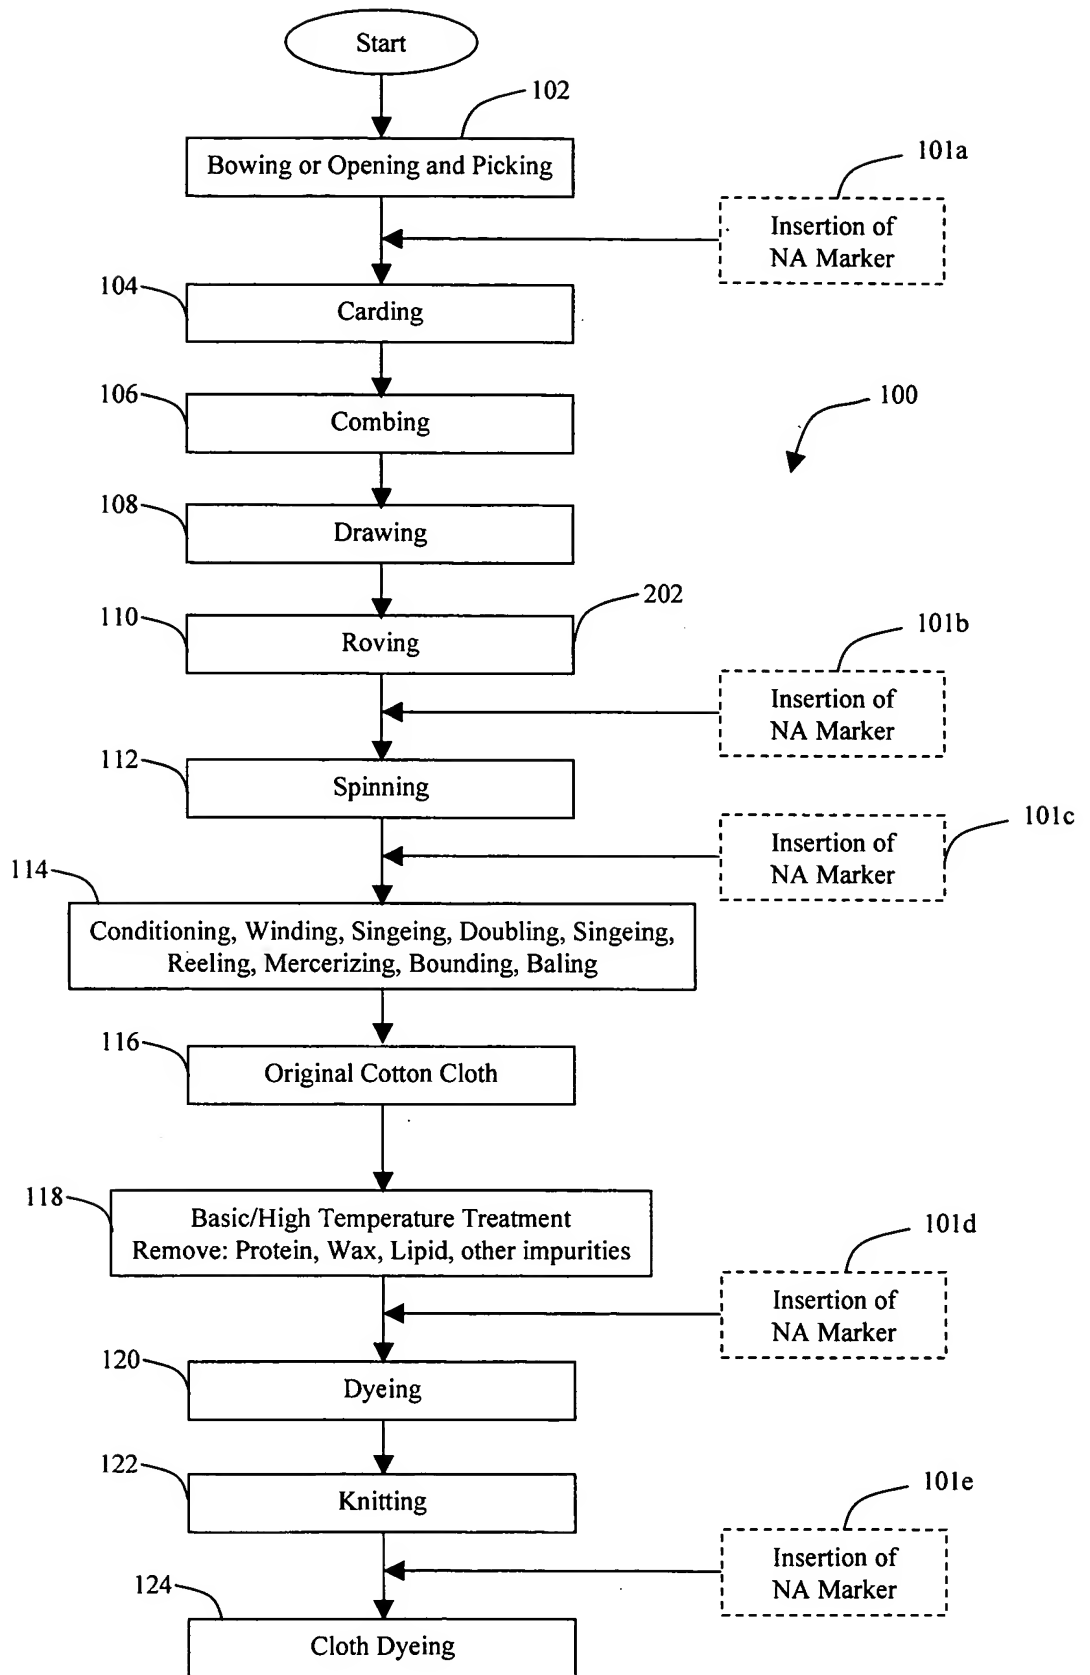 Start
102
Bowing or Opening and Picking
101a
Insertion of
NA Marker
104
Carding
106
Combing
100
108
Drawing
110
Roving
202
101b
Insertion of
NA Marker
112
Spinning
101c
Insertion of
NA Marker
114
Conditioning, Winding, Singeing, Doubling, Singeing,
Reeling, Mercerizing, Bounding, Baling
116
Original Cotton Cloth
118
Basic/High Temperature Treatment
Remove: Protein, Wax, Lipid, other impurities
101d
Insertion of
NA Marker
120
Dyeing
122
Knitting
101e
Insertion of
NA Marker
124
Cloth Dyeing